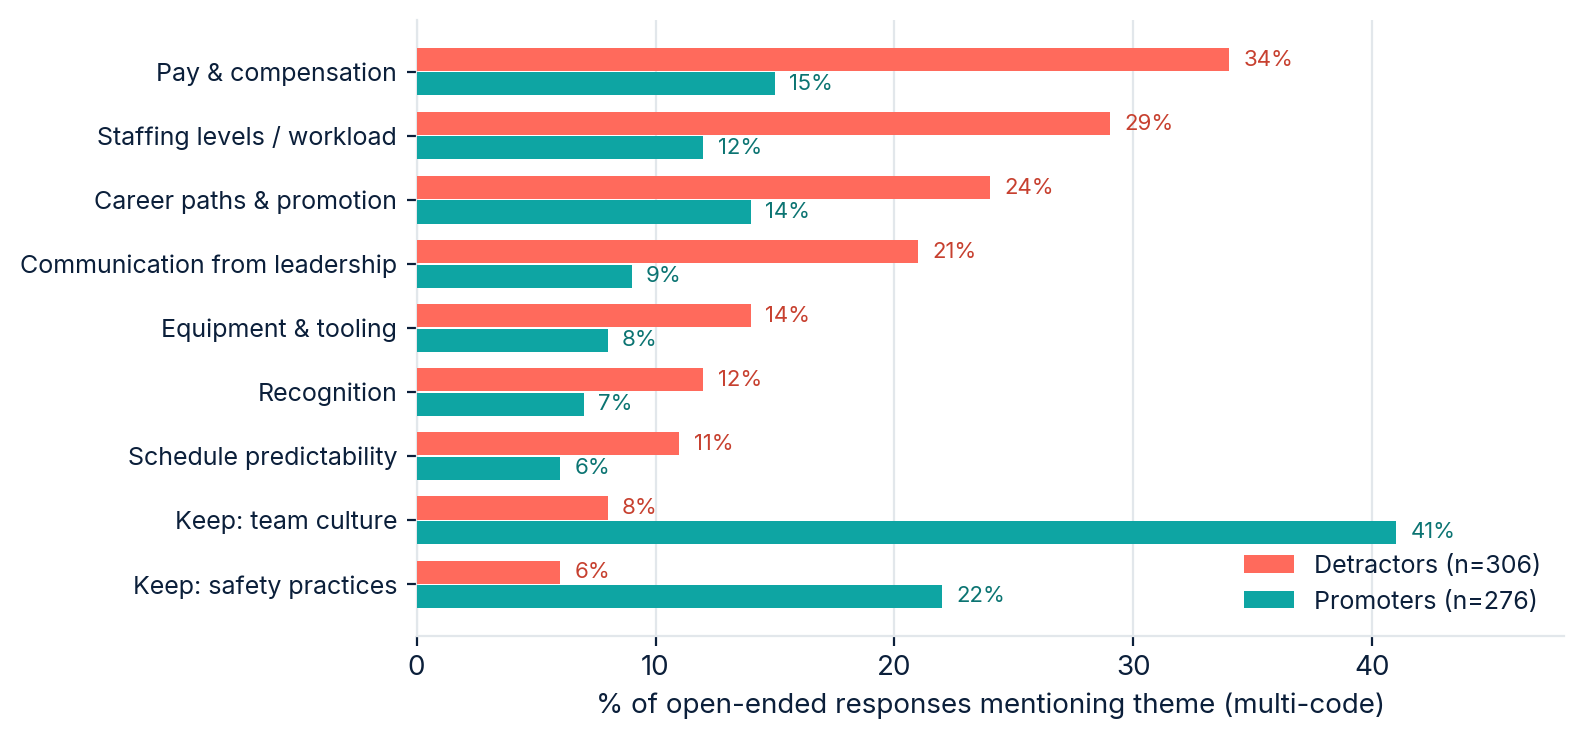 Pay & compensation
34%
15%
Staffing levels / workload
29%
12%
Career paths & promotion
24%
14%
Communication from leadership
21%
9%
Equipment & tooling
14%
8%
Recognition
12%
7%
Schedule predictability
11%
6%
Keep: team culture
8%
41%
Keep: safety practices
6%
22%
Detractors (n=306)
Promoters (n=276)
0 10 20 30 40
% of open-ended responses mentioning theme (multi-code)